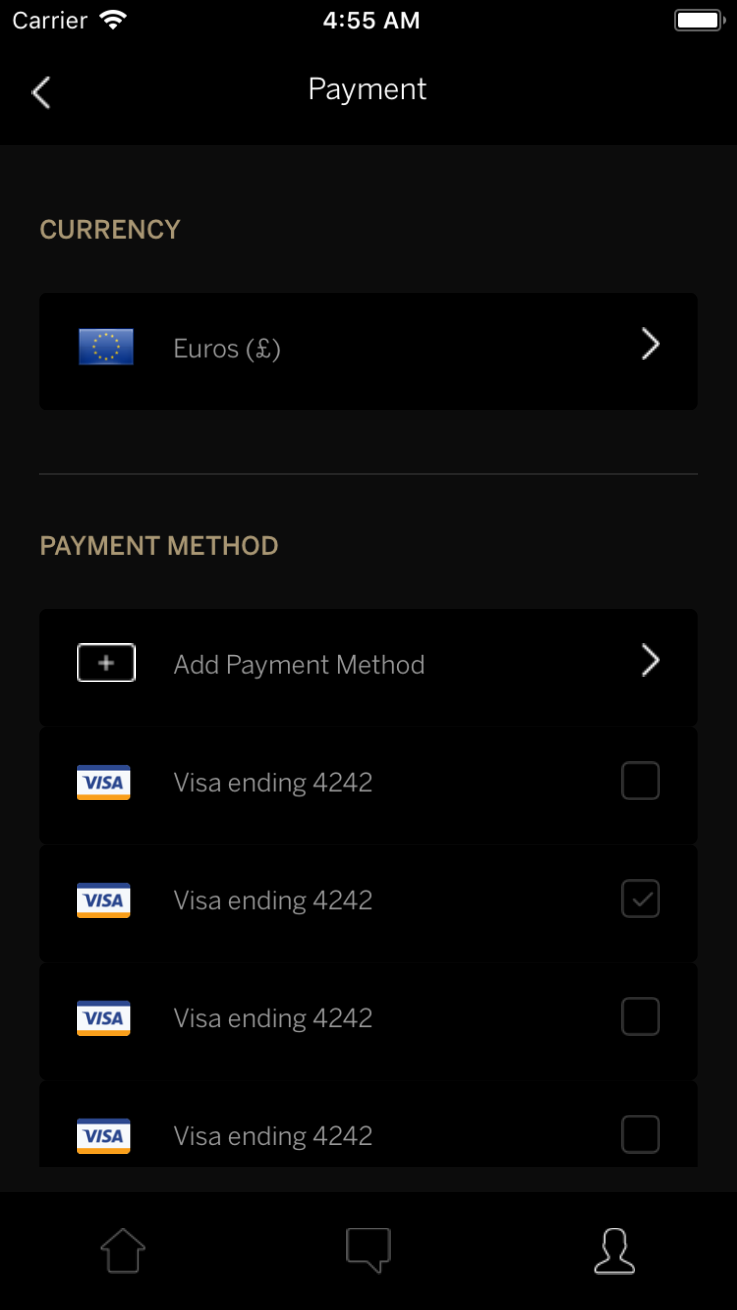 Carrier 4:55 AM
Payment
CURRENCY
Euros (£)
PAYMENT METHOD
Add Payment Method
VISA Visa ending 4242
VISA Visa ending 4242
VISA Visa ending 4242
VISA Visa ending 4242